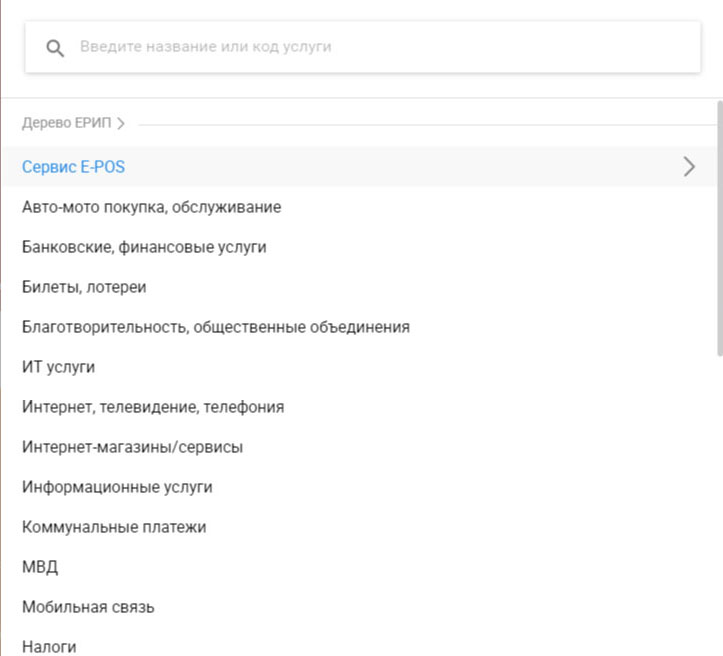 Введите название или код услуги
Дерево ЕРИП
Сервис E-POS
Авто-мото покупка, обслуживание
Банковские, финансовые услуги
Билеты, лотереи
Благотворительность, общественные объединения
ИТ услуги
Интернет, телевидение, телефония
Интернет-магазины/сервисы
Информационные услуги
Коммунальные платежи
МВД
Мобильная связь
Налоги